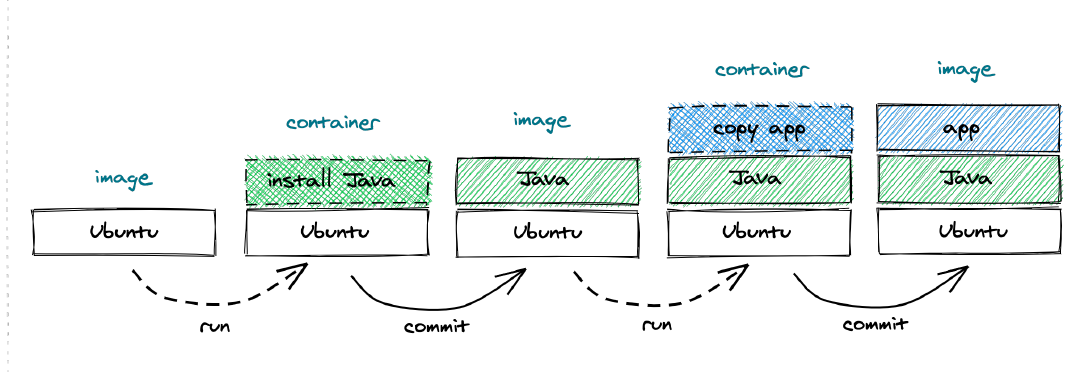 container
image
container
image
image
copy app
app
install Java
Java
Java
Java
Ubuntu
Ubuntu
Ubuntu
Ubuntu
Ubuntu
run
commit
run
commit